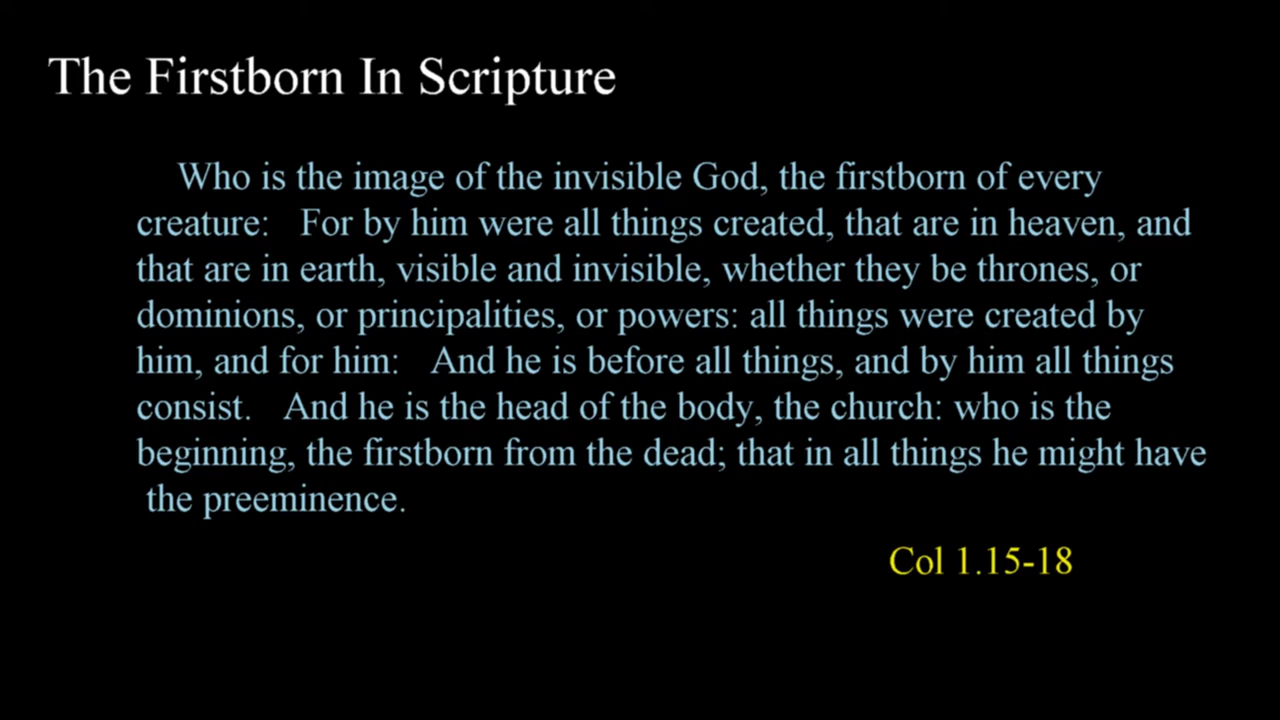 The Firstborn In Scripture
Who is the image of the invisible God, the firstborn of every
creature: For by him were all things created, that are in heaven, and
that are in earth, visible and invisible, whether they be thrones, or
dominions, or principalities, or powers: all things were created by
him, and for him: And he is before all things, and by him all things
consist. And he is the head of the body, the church: who is the
beginning, the firstborn from the dead; that in all things he might have
the preeminence.
Col 1.15-18